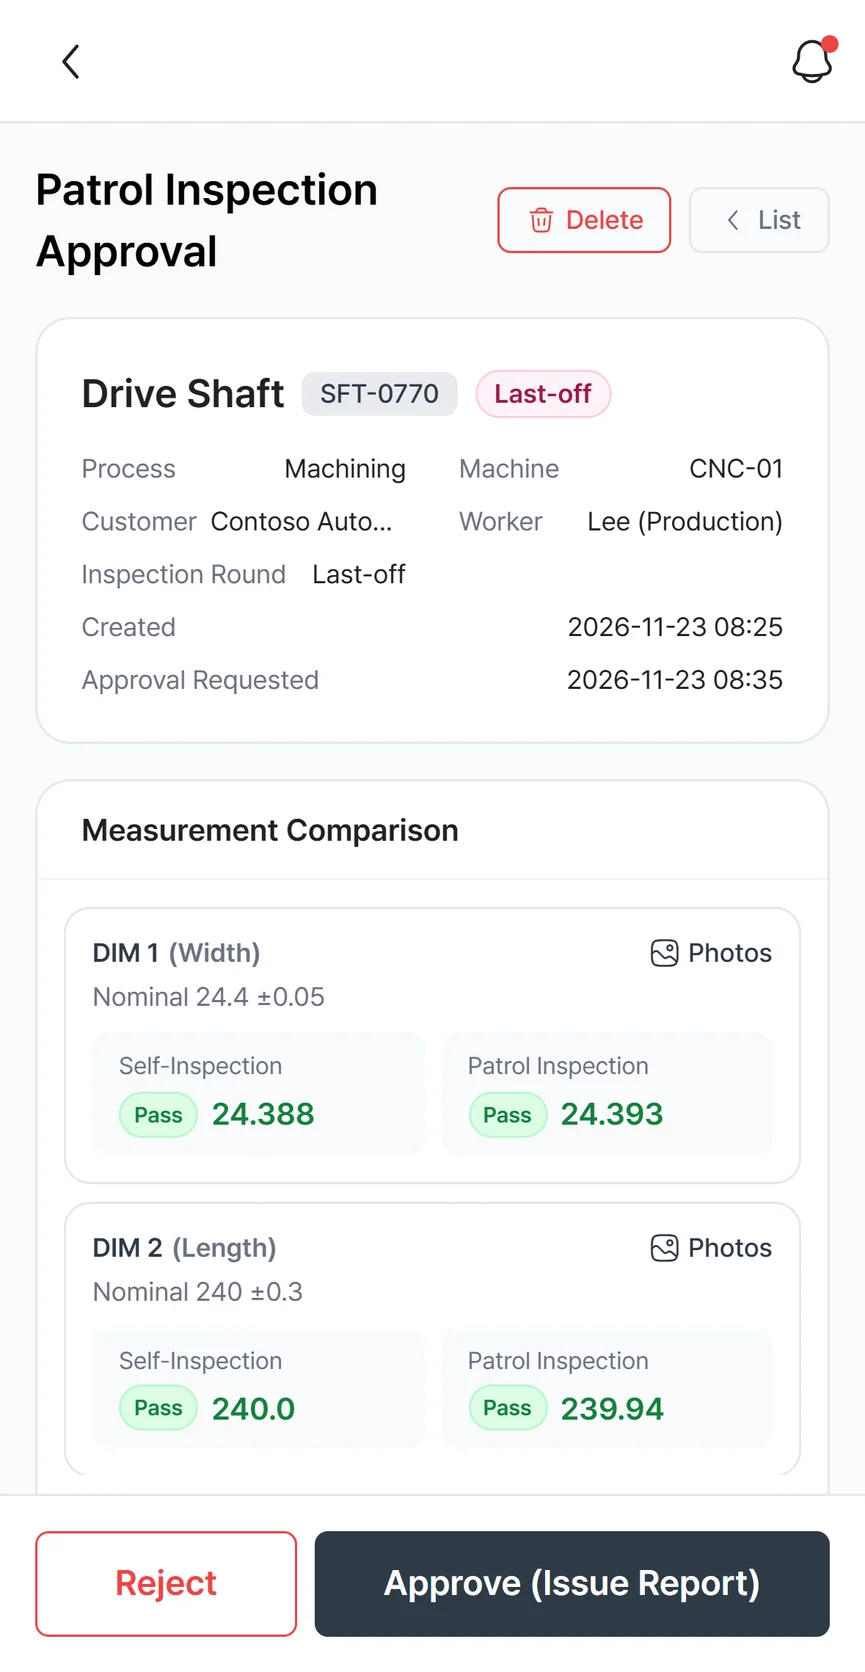 Patrol Inspection
Approval
Delete
List
Drive Shaft SFT-0770 Last-off
Process Machining Machine CNC-01
Customer Contoso Auto... Worker Lee (Production)
Inspection Round Last-off
Created 2026-11-23 08:25
Approval Requested 2026-11-23 08:35
Measurement Comparison
DIM 1 (Width) Photos
Nominal 24.4 ±0.05
Self-Inspection Patrol Inspection
Pass 24.388 Pass 24.393
DIM 2 (Length) Photos
Nominal 240 ±0.3
Self-Inspection Patrol Inspection
Pass 240.0 Pass 239.94
Reject Approve (Issue Report)